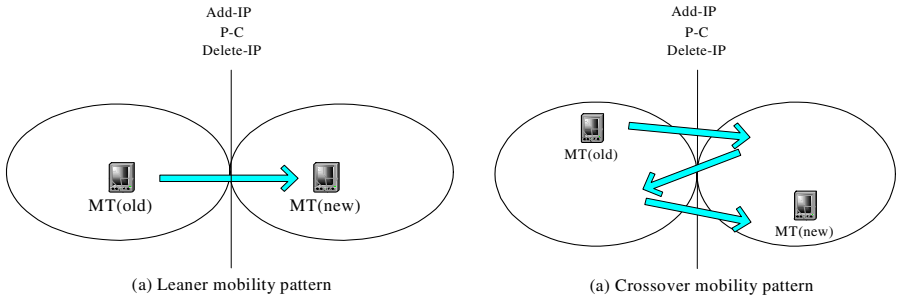 Add-IP
P-C
Delete-IP
MT(old)
MT(new)
(a) Leaner mobility pattern
Add-IP
P-C
Delete-IP
MT(old)
MT(new)
(a) Crossover mobility pattern